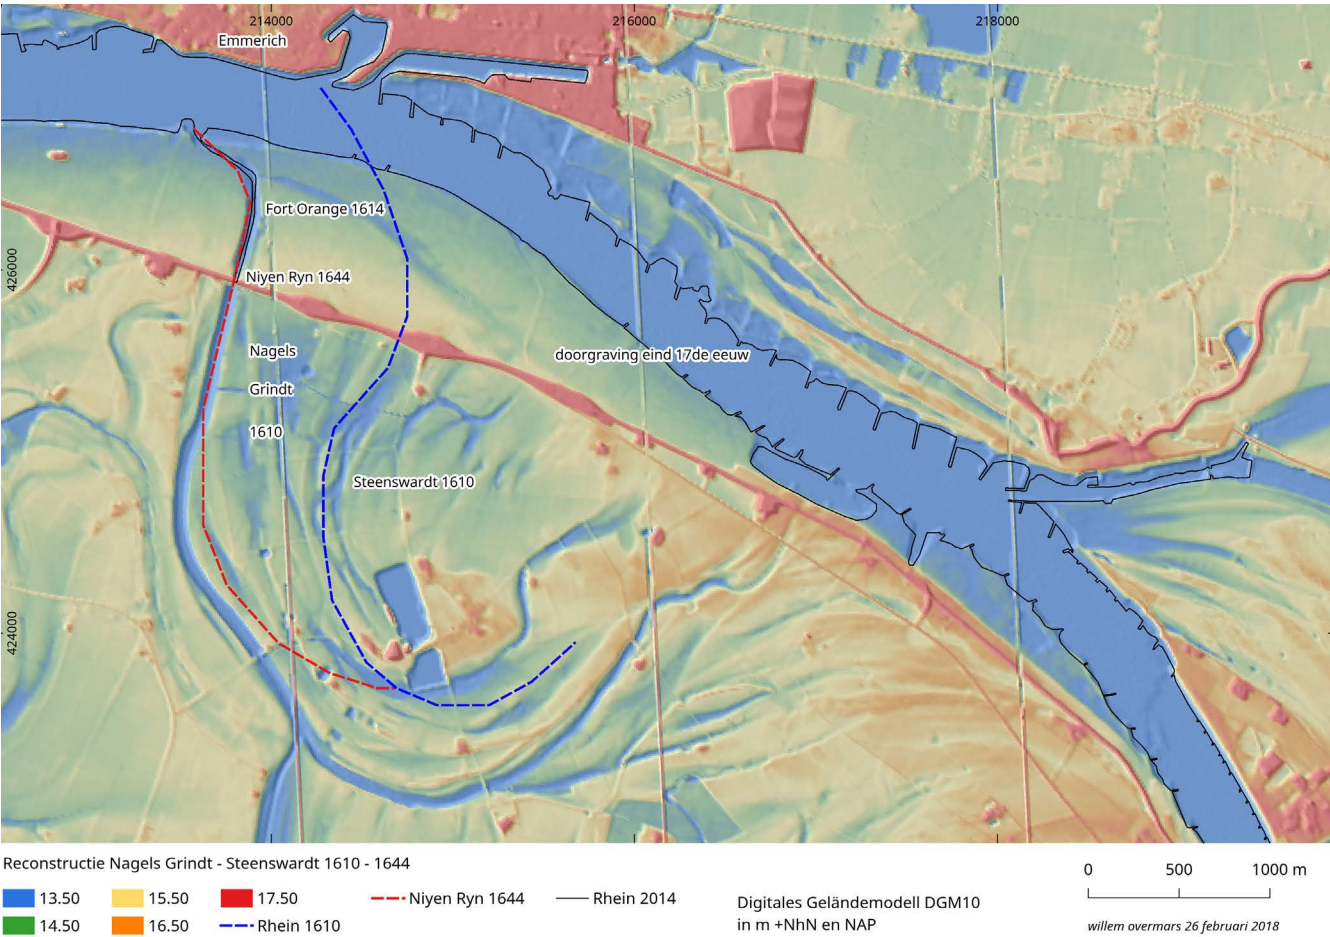 214000
216000
218000
Emmerich
Fort Orange 1614
426000
Niyen Ryn 1644
Nagels
doorgraving eind 17de eeuw
Grindt
1610
Steenswardt 1610
424000
Reconstructie Nagels Grindt - Steenswardt 1610 - 1644
0 500 1000 m
13.50 15.50 17.50 Niyen Ryn 1644 Rhein 2014
14.50 16.50 Rhein 1610
Digitales Geländemodell DGM10
in m +NhN en NAP
willem overmars 26 februari 2018